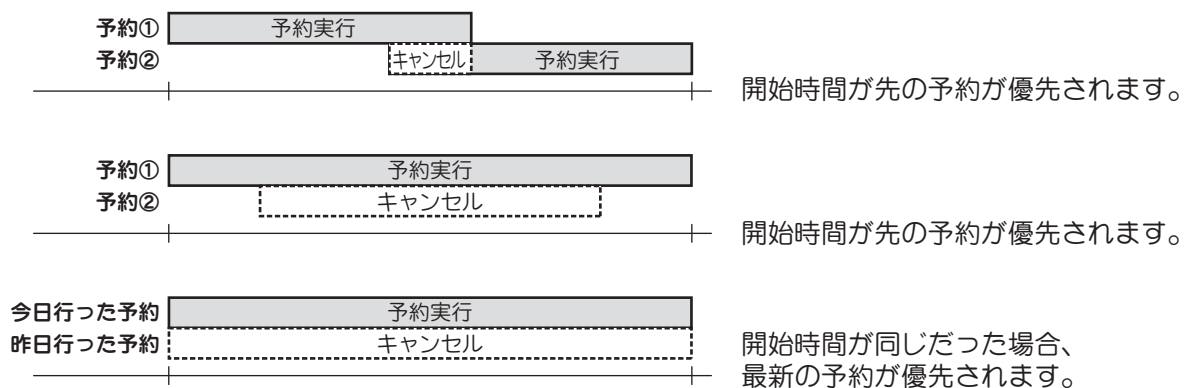 予約① 予約実行
予約② キャンセル 予約実行
開始時間が先の予約が優先されます。
予約① 予約実行
予約② キャンセル
開始時間が先の予約が優先されます。
今日行った予約 予約実行
昨日行った予約 キャンセル
開始時間が同じだった場合、
最新の予約が優先されます。